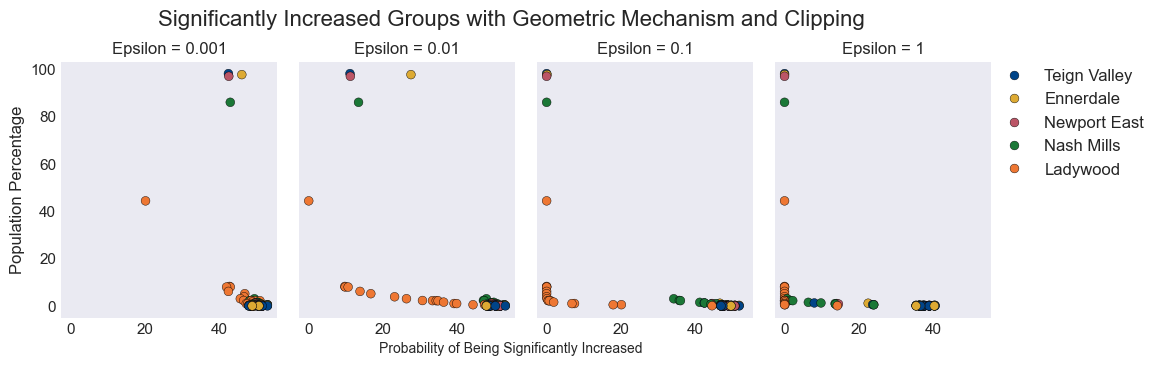 Significantly Increased Groups with Geometric Mechanism and Clipping
Epsilon = 0.001
Epsilon = 0.01
Epsilon = 0.1
Epsilon = 1
Population Percentage
100
80
60
40
20
0
0 20 40
0 20 40
0 20 40
0 20 40
Probability of Being Significantly Increased
Teign Valley
Ennerdale
Newport East
Nash Mills
Ladywood